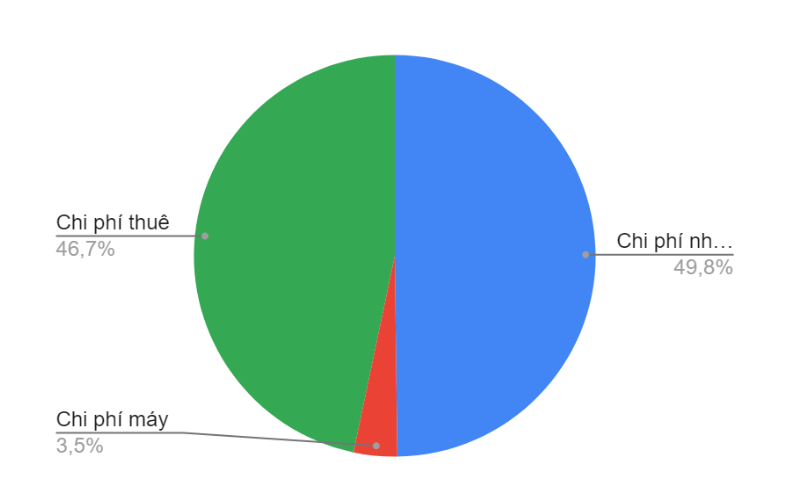 Chi phí thuê
46,7%
Chi phí nh…
49,8%
Chi phí máy
3,5%